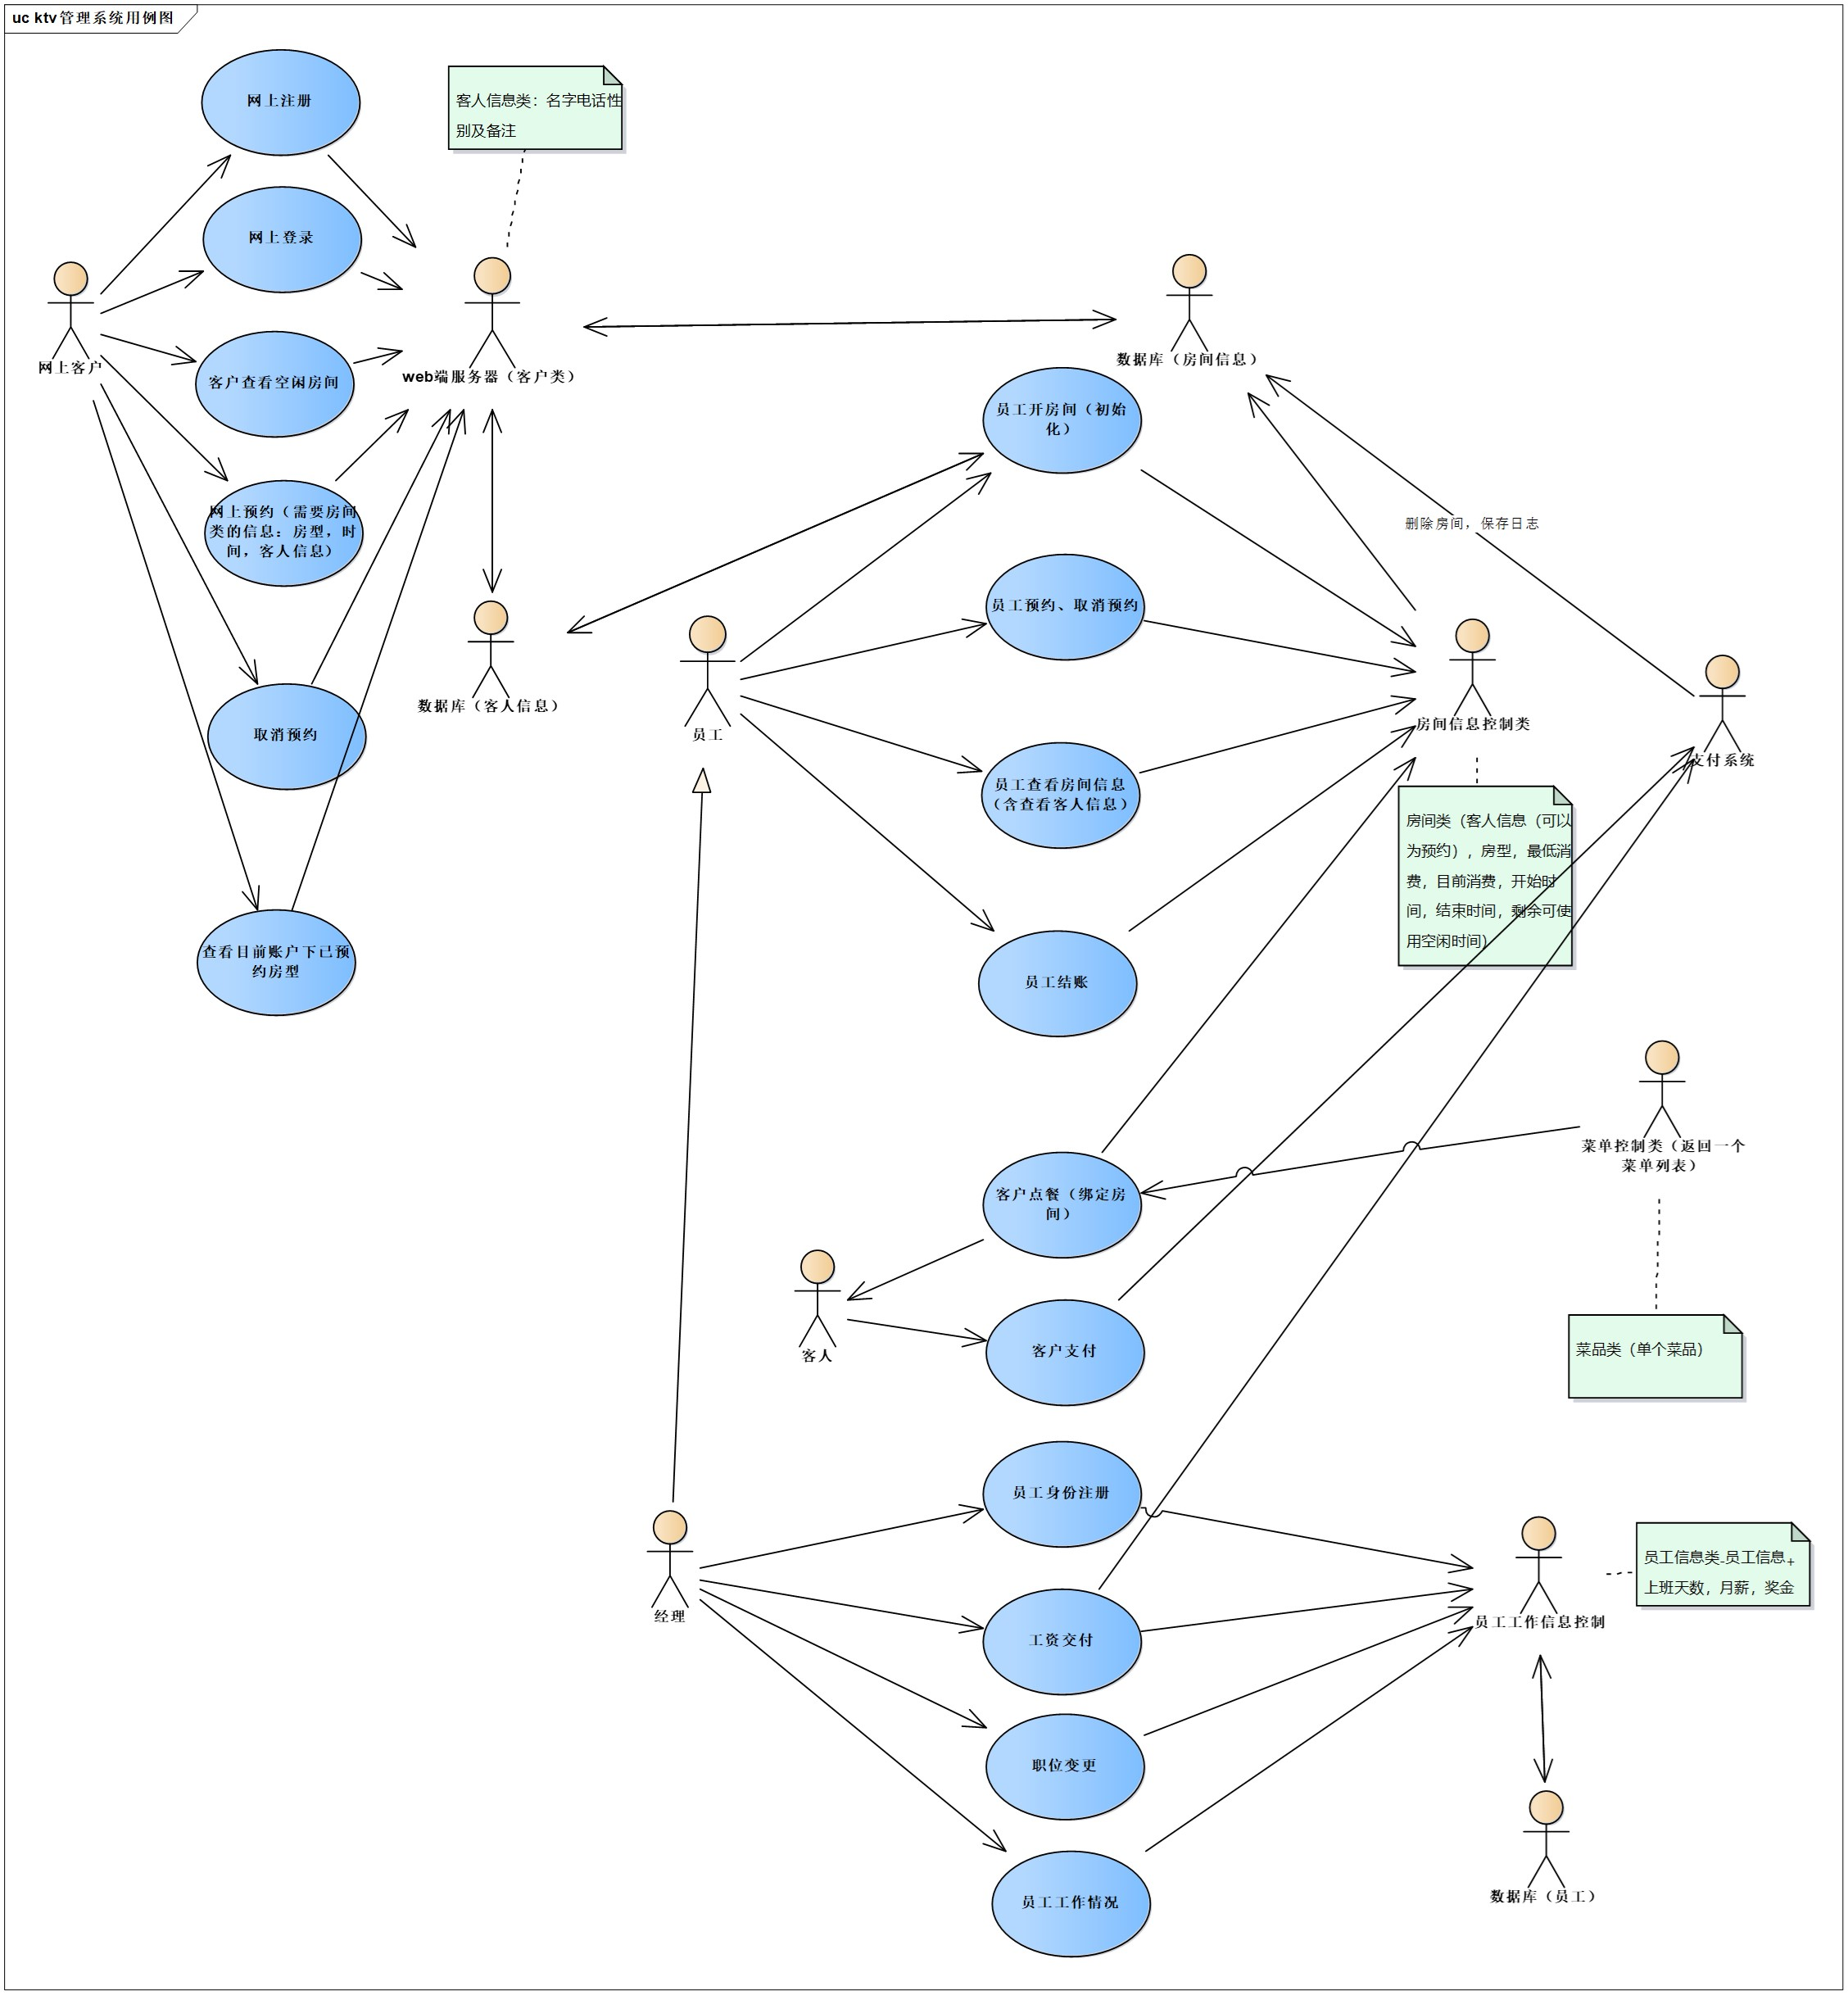 uc ktv管理系统用例图
网上注册
客人信息类：名字电话性
别及备注
网上登录
网上客户
客户查看空闲房间
web端服务器（客户类）
数据库（房间信息）
员工开房间（初始
化）
网上预约（需要房间
类的信息：房型，时
间，客人信息）
删除房间，保存日志
员工预约、取消预约
数据库（客人信息）
员工
房间信息控制类
取消预约
支付系统
员工查看房间信息
（含查看客人信息）
房间类（客人信息（可以
为预约），房型，最低消
费，目前消费，开始时
间，结束时间，剩余可使
用空闲时间）
查看目前账户下已预
约房型
员工结账
菜单控制类（返回一个
菜单列表）
客户点餐（绑定房
间）
客人
客户支付
菜品类（单个菜品）
员工身份注册
经理
员工信息类-员工信息+
上班天数，月薪，奖金
员工工作信息控制
工资交付
职位变更
员工工作情况
数据库（员工）